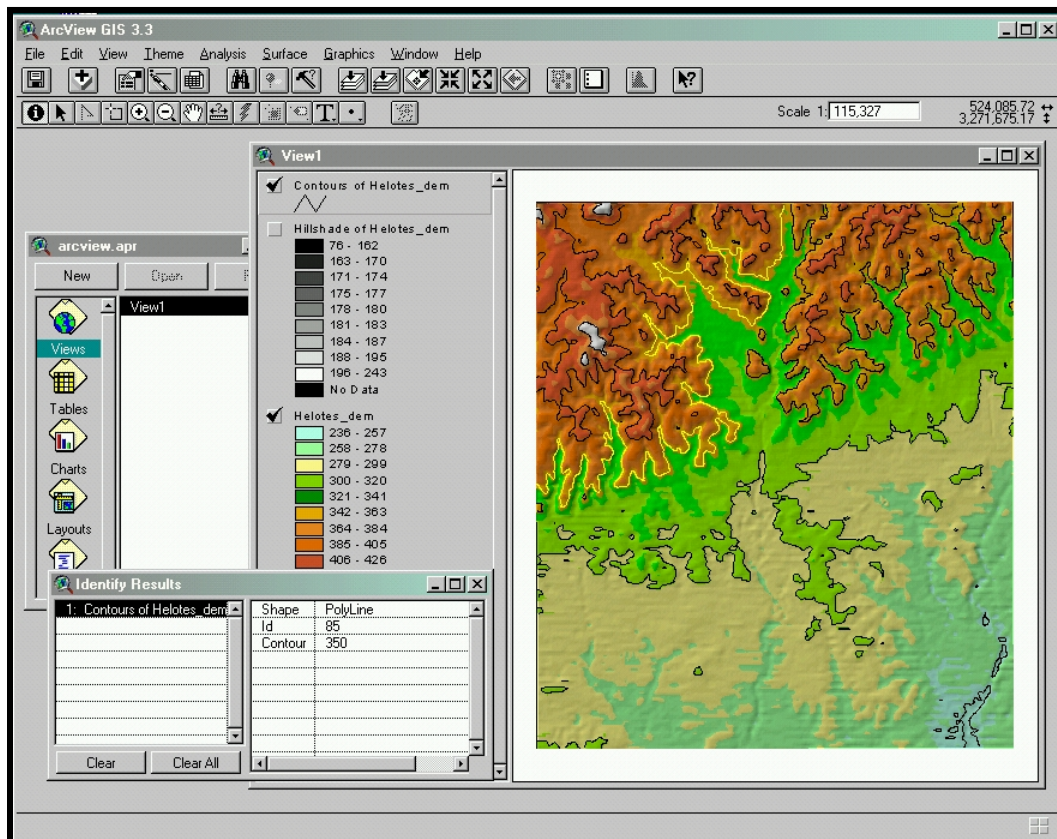 ArcView GIS 3.3
File Edit View Theme Analysis Surface Graphics Window Help
Scale 1: 115,327
524,085.72
3,271,675.17
View1
Contours of Helotes_dem
Hillshade of Helotes_dem
76 - 162
163 - 170
171 - 174
175 - 177
178 - 180
181 - 183
184 - 187
188 - 195
196 - 243
No Data
Helotes_dem
236 - 257
258 - 278
279 - 299
300 - 320
321 - 341
342 - 363
364 - 384
385 - 405
406 - 426
arcview.apr
New Open
View1
Views
Tables
Charts
Layouts
Identify Results
1: Contours of Helotes_dem
Shape PolyLine
Id 85
Contour 350
Clear Clear All